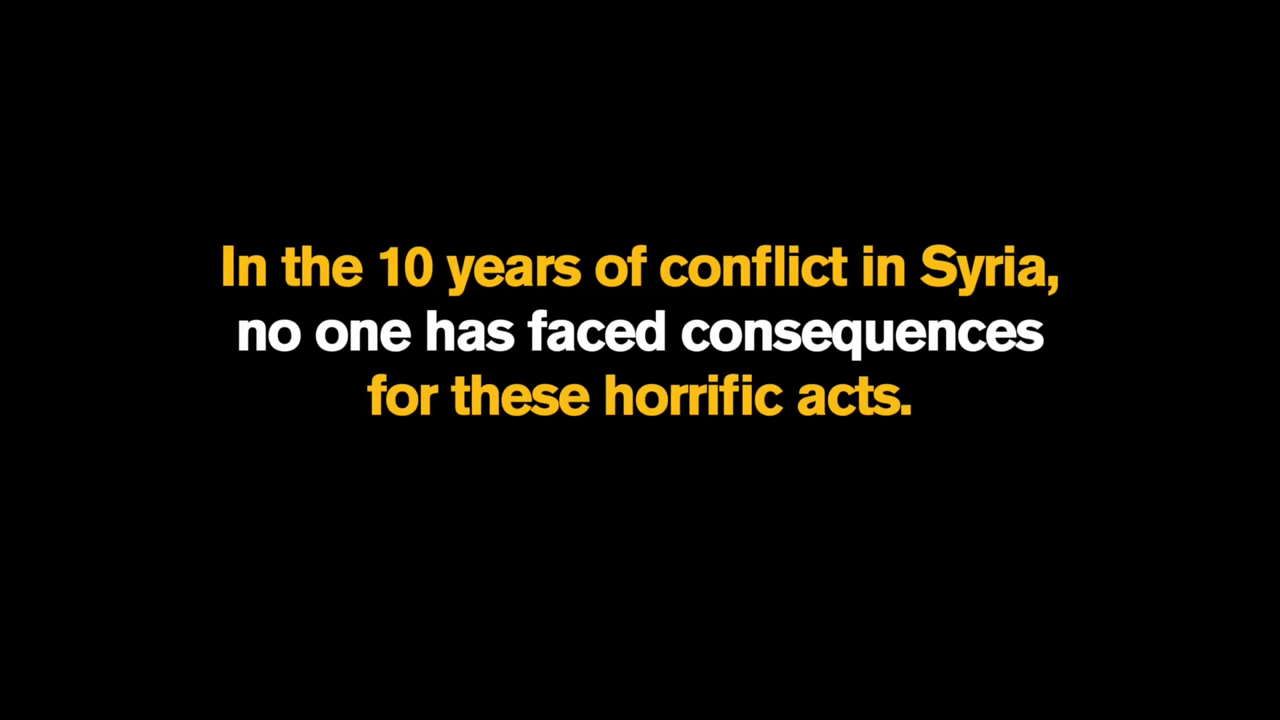 In the 10 years of conflict in Syria,
no one has faced consequences
for these horrific acts.